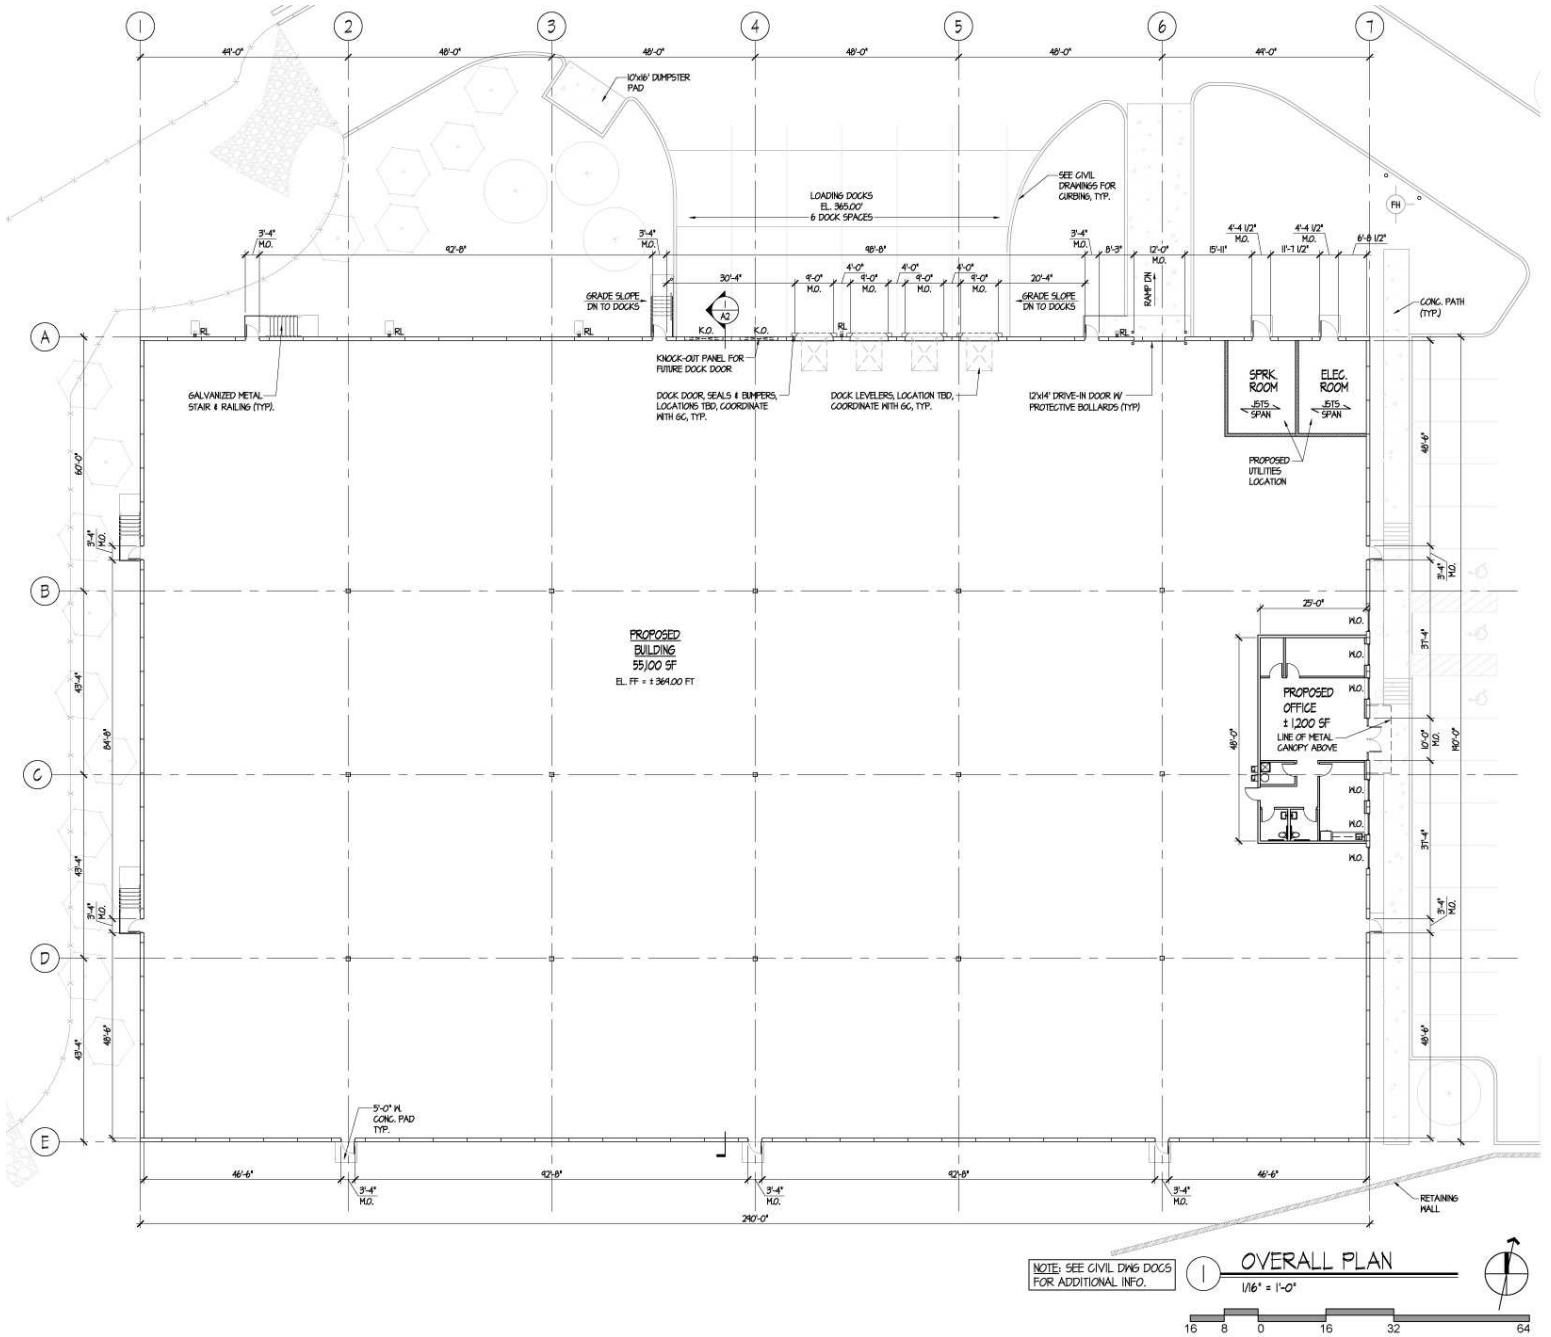 1 2 3 4 5 6 7
49'-0" 48'-0" 48'-0" 48'-0" 48'-0" 49'-0"
10'x16' DUMPSTER
PAD
SEE CIVIL
DRAWINGS FOR
CURBING, TYP.
LOADING DOCKS
EL. 365.00'
6 DOCK SPACES
FH
3'-4"
M.O.
92'-8"
3'-4"
M.O.
98'-8"
3'-4"
M.O.
8'-3"
12'-0"
M.O.
15'-11"
4'-4 1/2"
M.O.
11'-7 1/2"
4'-4 1/2"
M.O.
6'-8 1/2"
30'-4"
9'-0"
M.O.
4'-0"
9'-0"
M.O.
4'-0"
9'-0"
M.O.
4'-0"
9'-0"
M.O.
20'-4"
RAMP DN
GRADE SLOPE
DN TO DOCKS
A2
GRADE SLOPE
DN TO DOCKS
CONC. PATH
(TYP.)
A
RL
RL
RL
K.O.
K.O.
RL
RL
KNOCK-OUT PANEL FOR
FUTURE DOCK DOOR
GALVANIZED METAL
STAIR & RAILING (TYP).
DOCK DOOR, SEALS & BUMPERS,
LOCATIONS TBD, COORDINATE
WITH GC, TYP.
DOCK LEVELERS, LOCATION TBD,
COORDINATE WITH GC, TYP.
12'x14' DRIVE-IN DOOR W/
PROTECTIVE BOLLARDS (TYP)
SPRK.
ROOM
JSTS
SPAN
ELEC.
ROOM
JSTS
SPAN
PROPOSED
UTILITIES
LOCATION
60'-0"
48'-6"
3'-4"
M.O.
3'-4"
M.O.
B
25'-0"
W.O.
PROPOSED
BUILDING
55,100 SF
EL. FF = ± 369.00 FT
43'-4"
84'-8"
37'-4"
W.O.
W.O.
PROPOSED
OFFICE
± 1,200 SF
LINE OF METAL
CANOPY ABOVE
48'-0"
10'-0"
M.O.
190'-0"
C
W.O.
W.O.
W.O.
43'-4"
37'-4"
3'-4"
M.O.
3'-4"
M.O.
D
43'-4"
48'-6"
48'-6"
5'-0" W.
CONC. PAD
TYP.
E
46'-6"
3'-4"
M.O.
92'-8"
3'-4"
M.O.
92'-8"
3'-4"
M.O.
46'-6"
290'-0"
RETAINING
WALL
NOTE: SEE CIVIL DWG DOCS
FOR ADDITIONAL INFO.
1 OVERALL PLAN
1/16" = 1'-0"
16 8 0 16 32 64